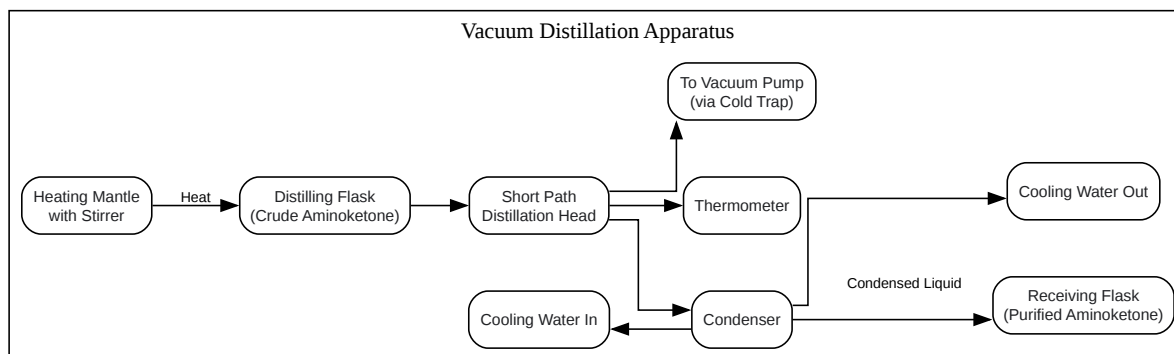 Vacuum Distillation Apparatus
To Vacuum Pump
(via Cold Trap)
Heating Mantle
with Stirrer
Heat
Distilling Flask
(Crude Aminoketone)
Short Path
Distillation Head
Thermometer
Cooling Water Out
Cooling Water In
Condenser
Condensed Liquid
Receiving Flask
(Purified Aminoketone)